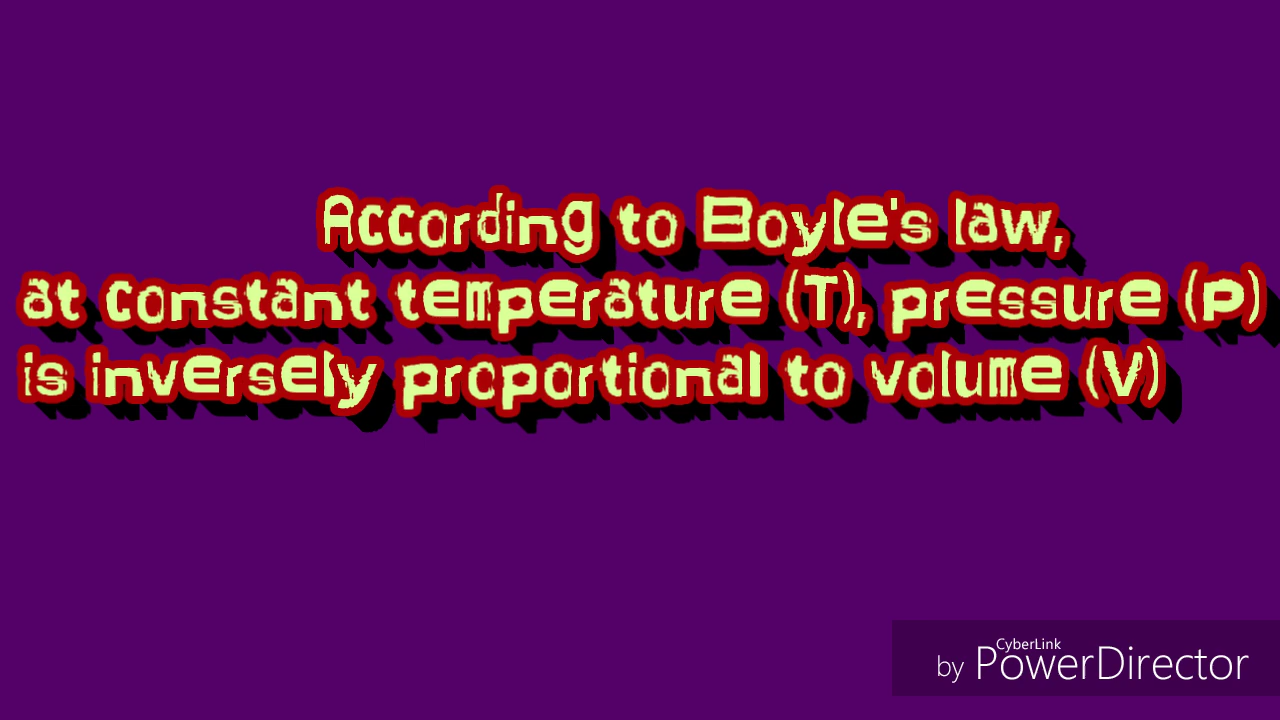 According to Boyle's law,
at constant temperature (T), pressure (P)
is inversely proportional to volume (V)
CyberLink
by PowerDirector